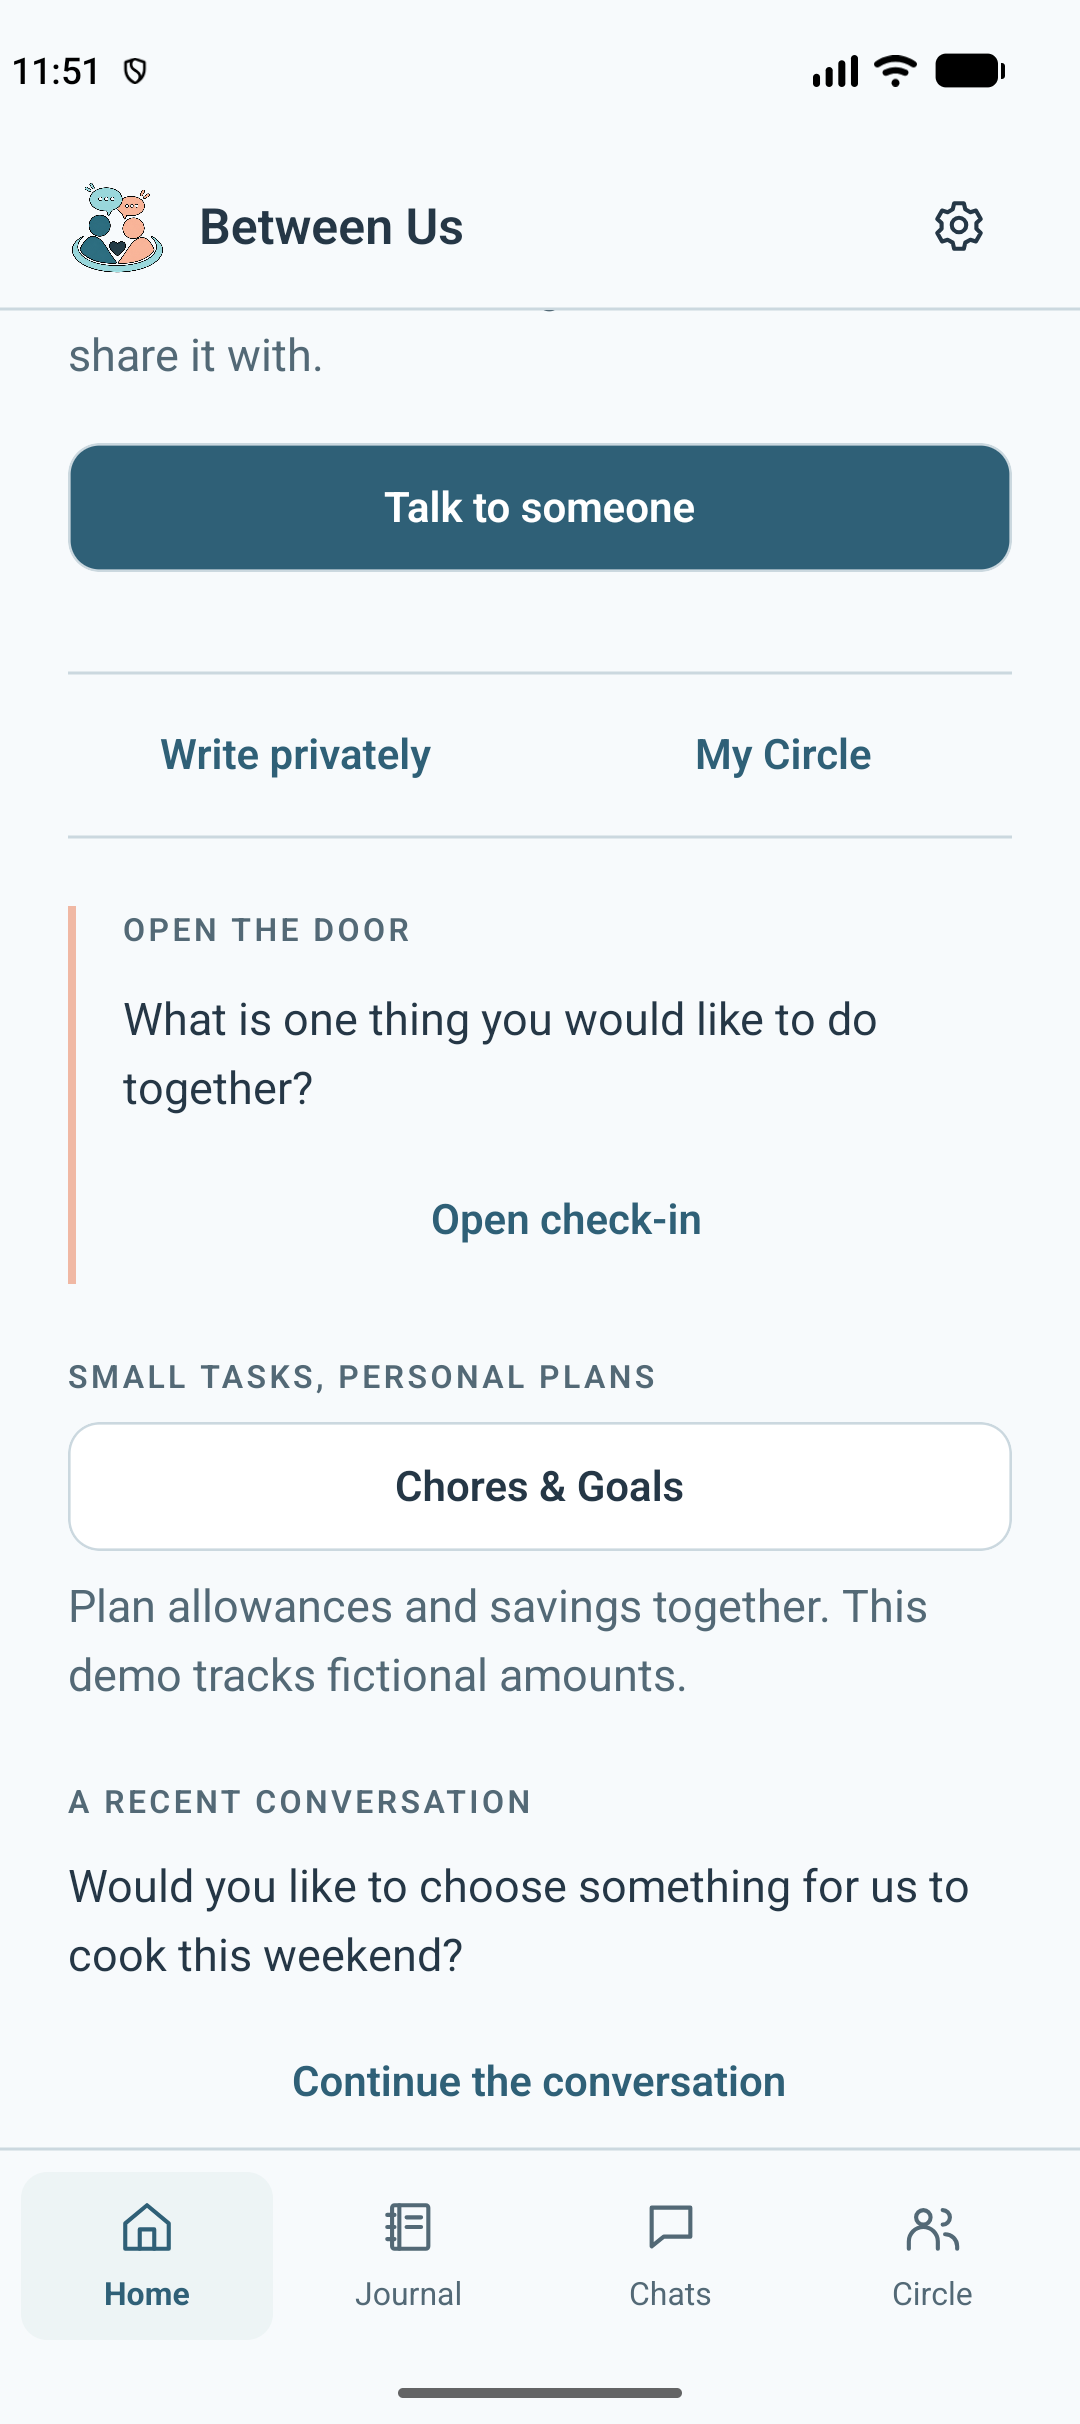 11:51
Between Us
share it with.
Talk to someone
Write privately
My Circle
OPEN THE DOOR
What is one thing you would like to do
together?
Open check-in
SMALL TASKS, PERSONAL PLANS
Chores & Goals
Plan allowances and savings together. This
demo tracks fictional amounts.
A RECENT CONVERSATION
Would you like to choose something for us to
cook this weekend?
Continue the conversation
Home
Journal
Chats
Circle